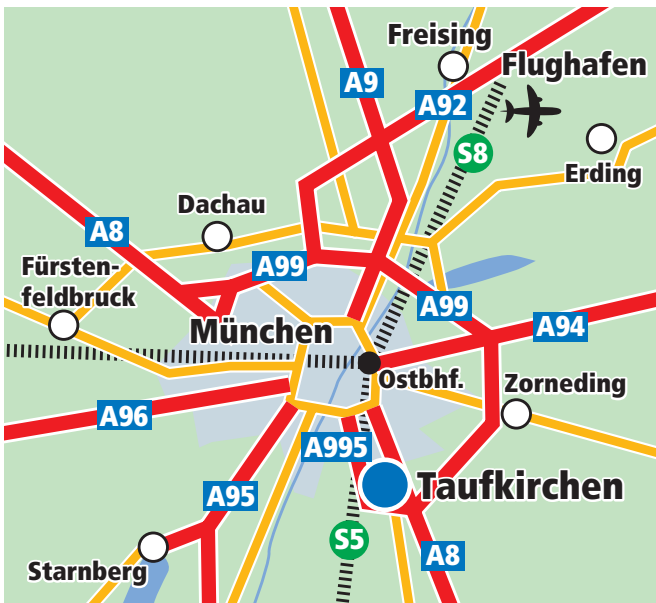 Freising
Flughafen
A9
A92
S8
Erding
Dachau
A8
Fürsten-
feldbruck
A99
A99
München
A94
Ostbhf.
Zorneding
A96
A995
A95
Taufkirchen
S5
A8
Starnberg